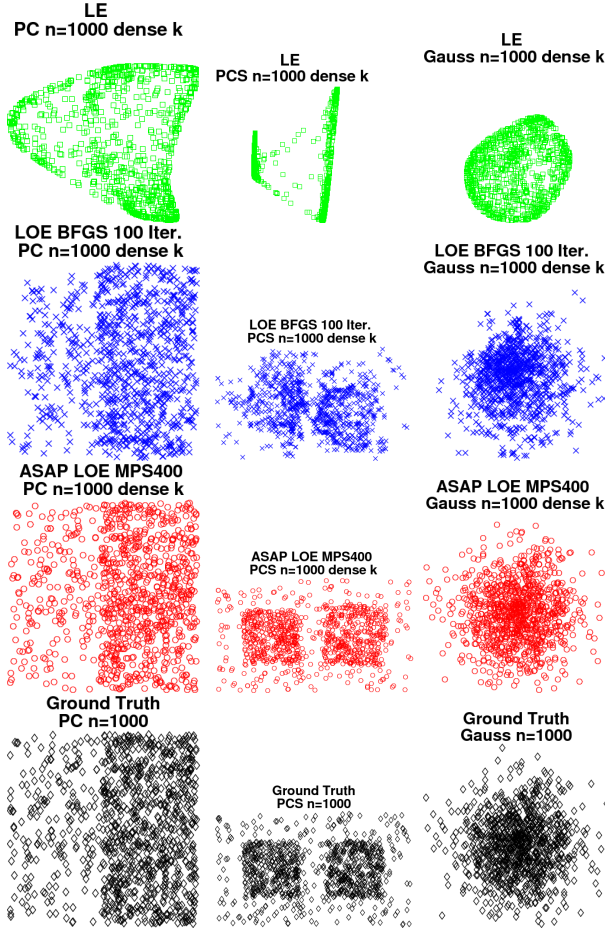 LE
PC n=1000 dense k
LE
PCS n=1000 dense k
LE
Gauss n=1000 dense k
LOE BFGS 100 Iter.
PC n=1000 dense k
LOE BFGS 100 Iter.
PCS n=1000 dense k
LOE BFGS 100 Iter.
Gauss n=1000 dense k
ASAP LOE MPS400
PC n=1000 dense k
ASAP LOE MPS400
PCS n=1000 dense k
ASAP LOE MPS400
Gauss n=1000 dense k
Ground Truth
PC n=1000
Ground Truth
PCS n=1000
Ground Truth
Gauss n=1000